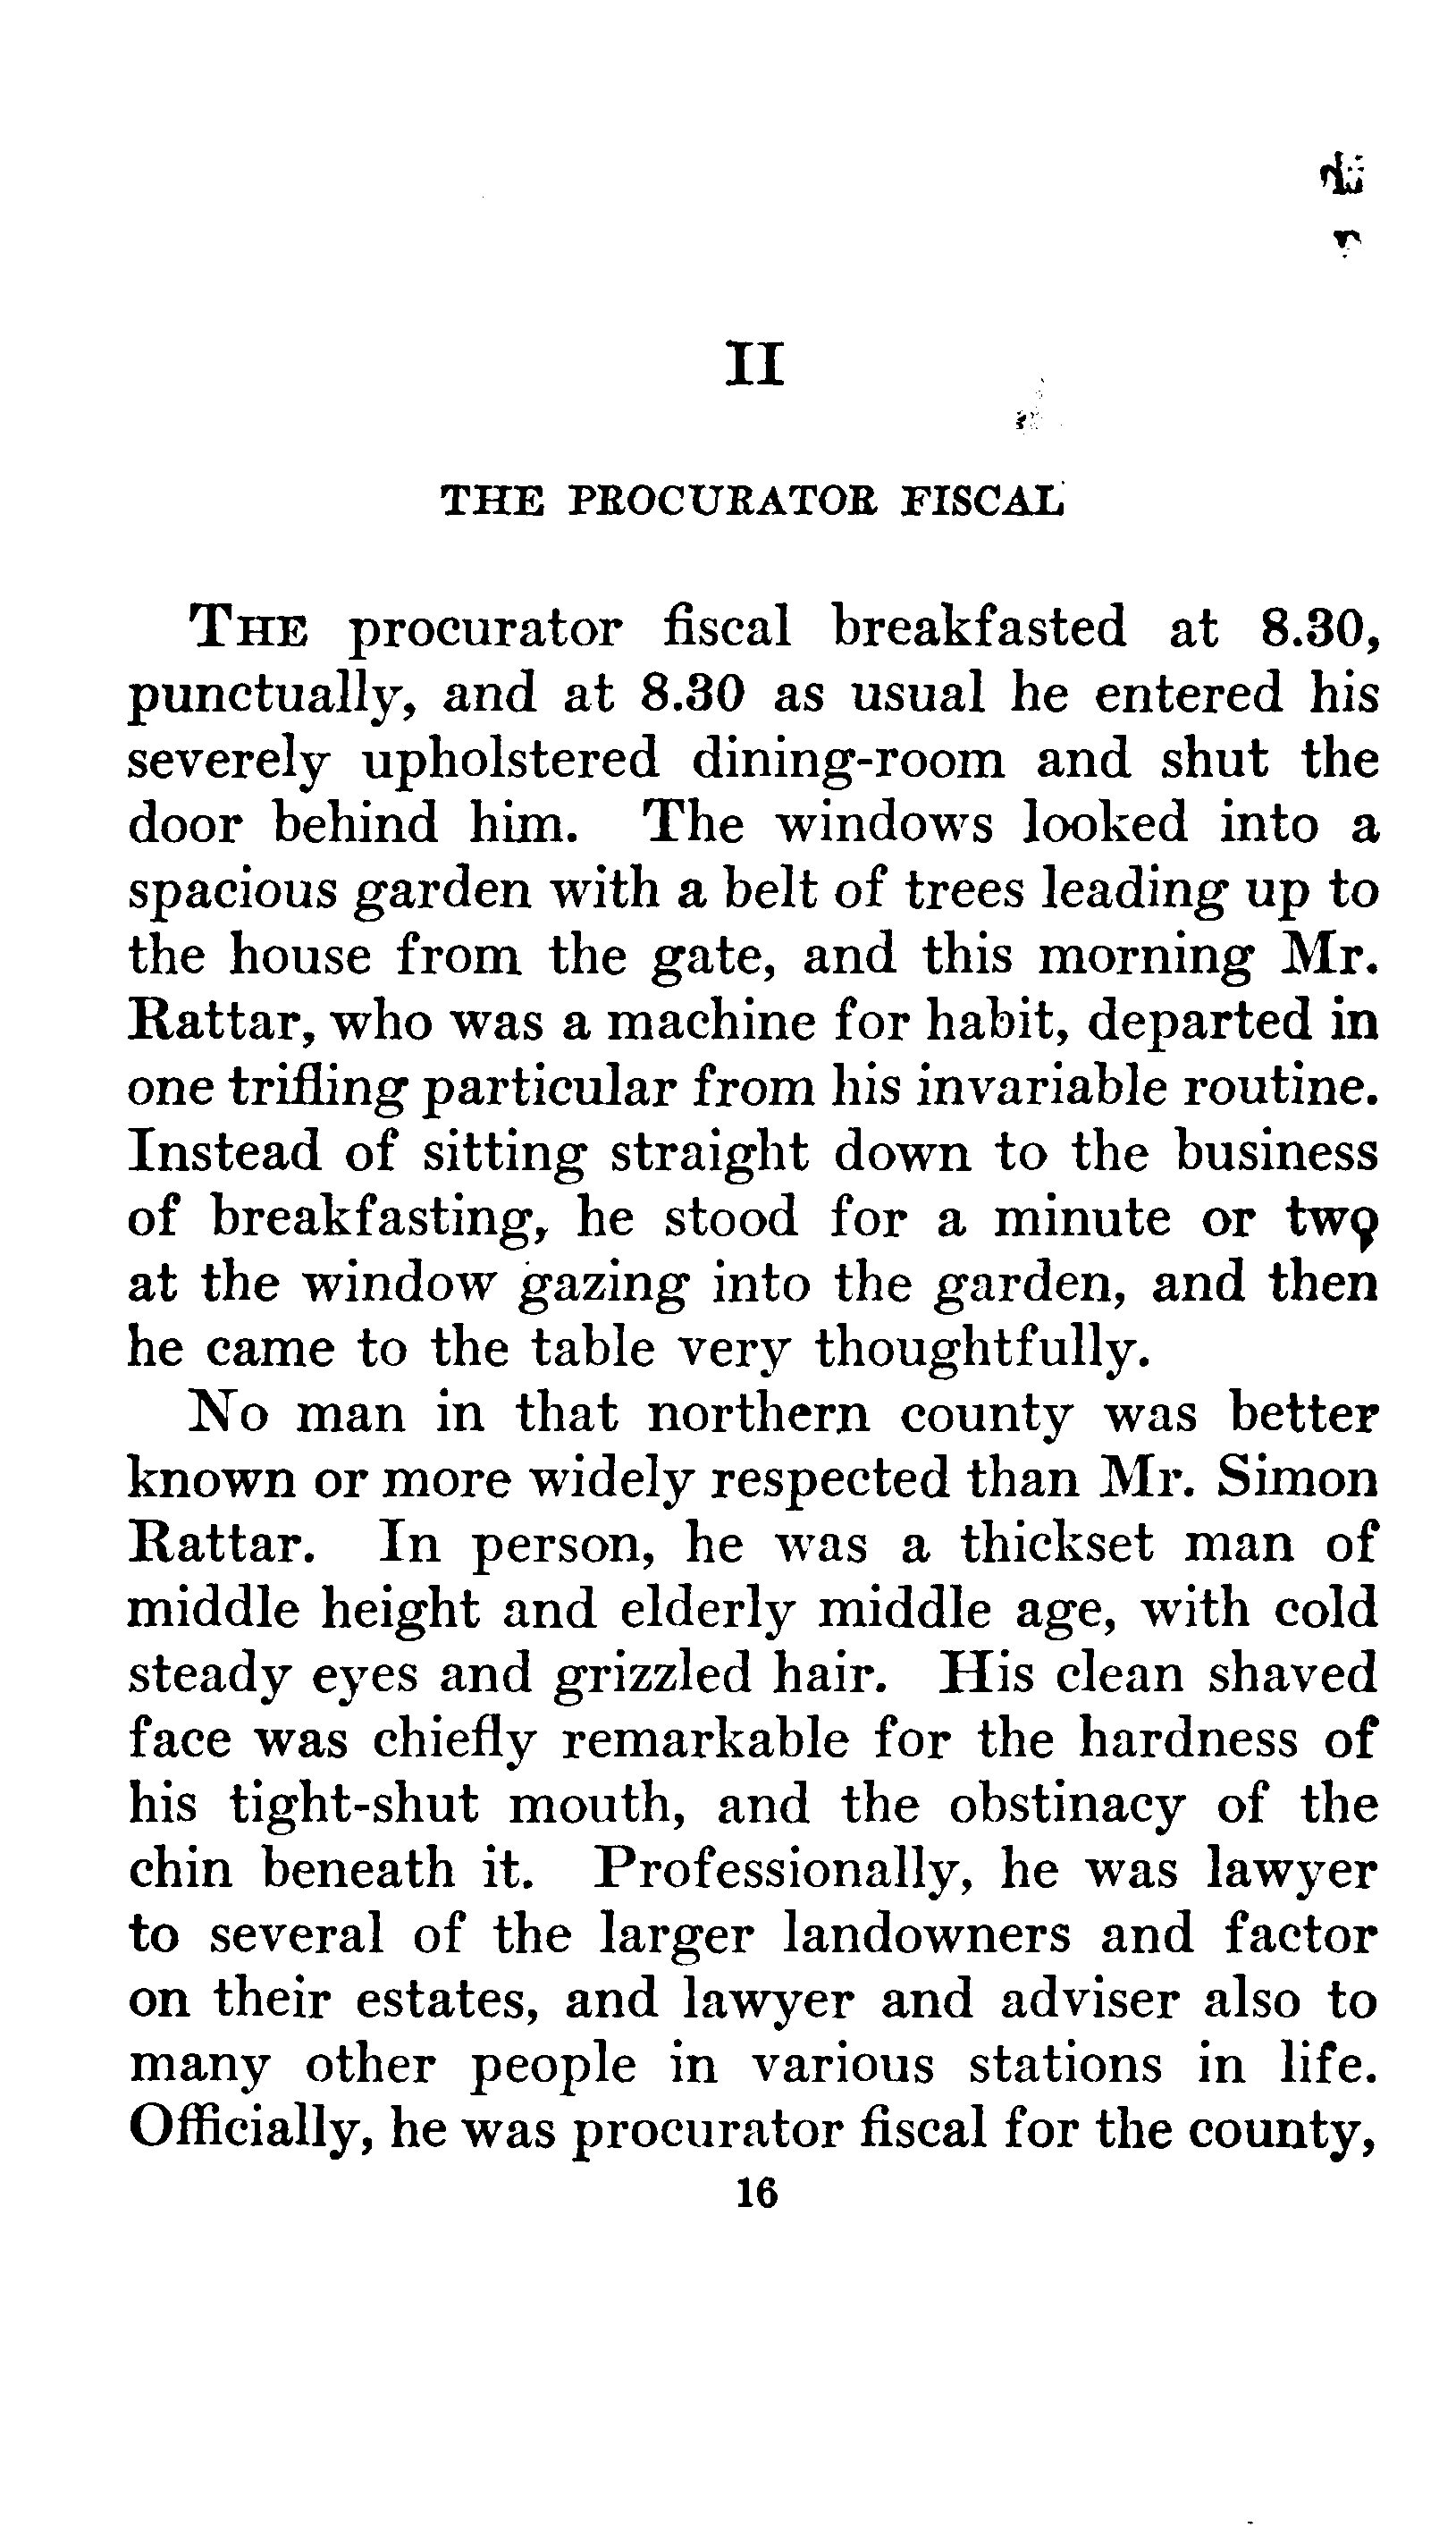 II
THE PROCURATOR FISCAL
THE procurator fiscal breakfasted at 8.30,
punctually, and at 8.30 as usual he entered his
severely upholstered dining-room and shut the
door behind him. The windows looked into a
spacious garden with a belt of trees leading up to
the house from the gate, and this morning Mr.
Rattar, who was a machine for habit, departed in
one trifling particular from his invariable routine.
Instead of sitting straight down to the business
of breakfasting, he stood for a minute or two
at the window gazing into the garden, and then
he came to the table very thoughtfully.
No man in that northern county was better
known or more widely respected than Mr. Simon
Rattar. In person, he was a thickset man of
middle height and elderly middle age, with cold
steady eyes and grizzled hair. His clean shaved
face was chiefly remarkable for the hardness of
his tight-shut mouth, and the obstinacy of the
chin beneath it. Professionally, he was lawyer
to several of the larger landowners and factor
on their estates, and lawyer and adviser also to
many other people in various stations in life.
Officially, he was procurator fiscal for the county,
16